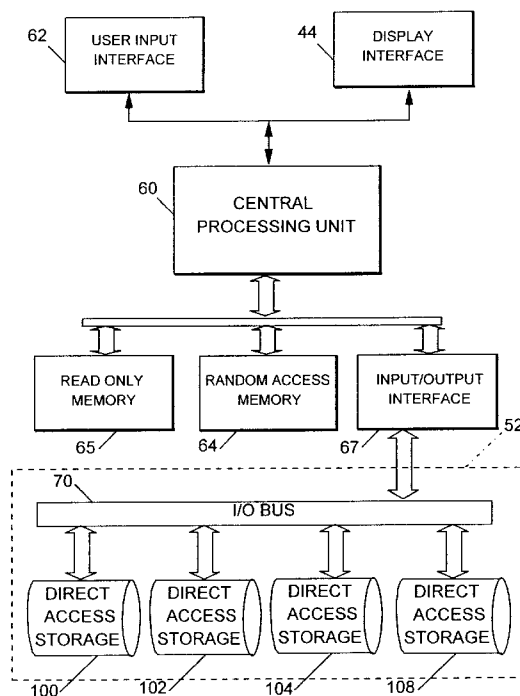 62
USER INPUT
INTERFACE
44
DISPLAY
INTERFACE
60
CENTRAL
PROCESSING UNIT
READ ONLY
MEMORY
RANDOM ACCESS
MEMORY
INPUT/OUTPUT
INTERFACE
65
64
67
52
70
I/O BUS
DIRECT
ACCESS
STORAGE
DIRECT
ACCESS
STORAGE
DIRECT
ACCESS
STORAGE
DIRECT
ACCESS
STORAGE
100
102
104
108